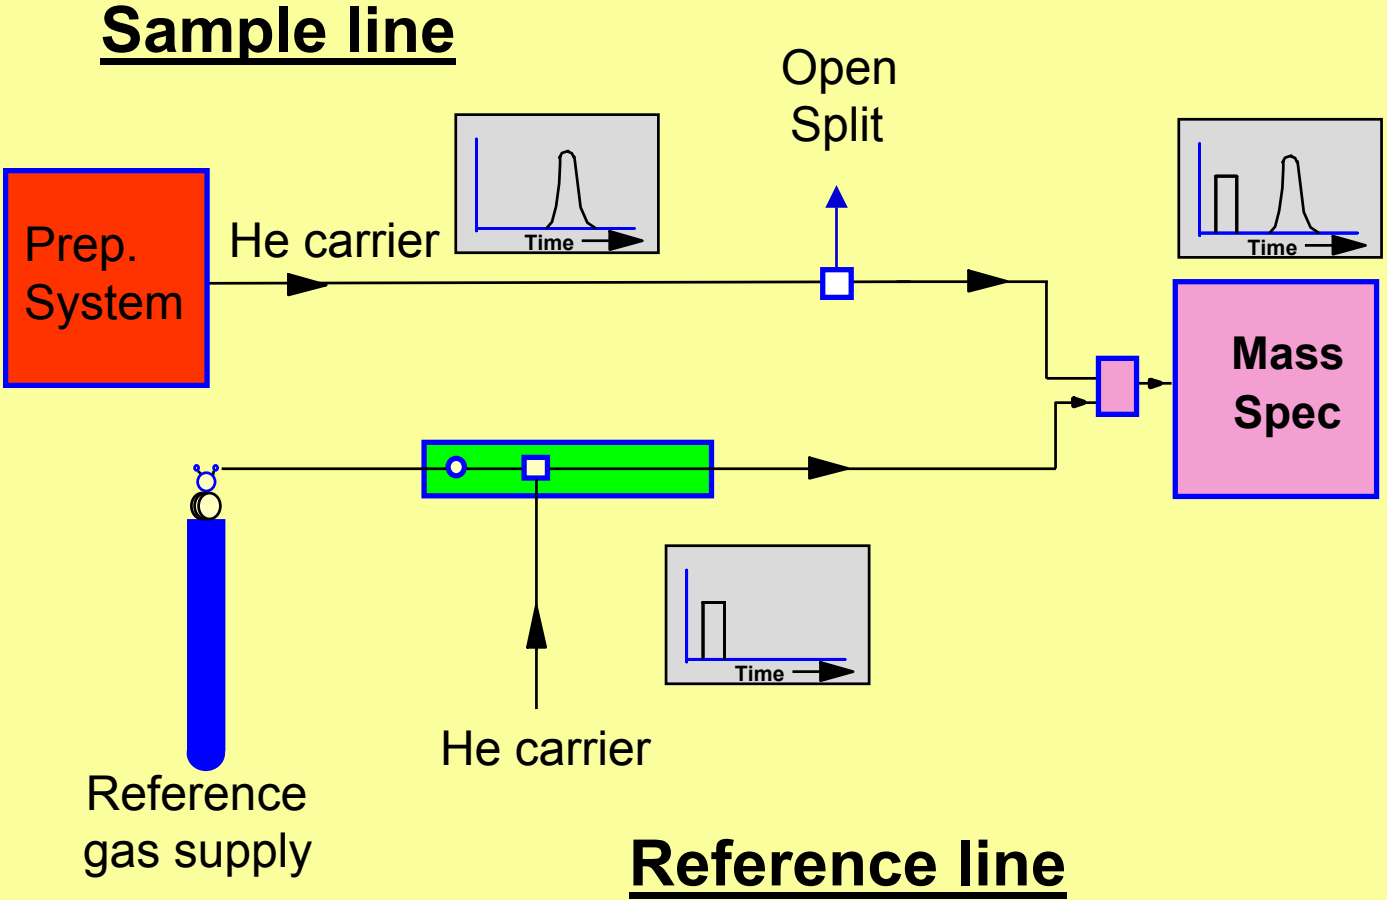 Sample line
Open
Split
Time
Time
Prep.
System
He carrier
Mass
Spec
Time
He carrier
Reference
gas supply
Reference line